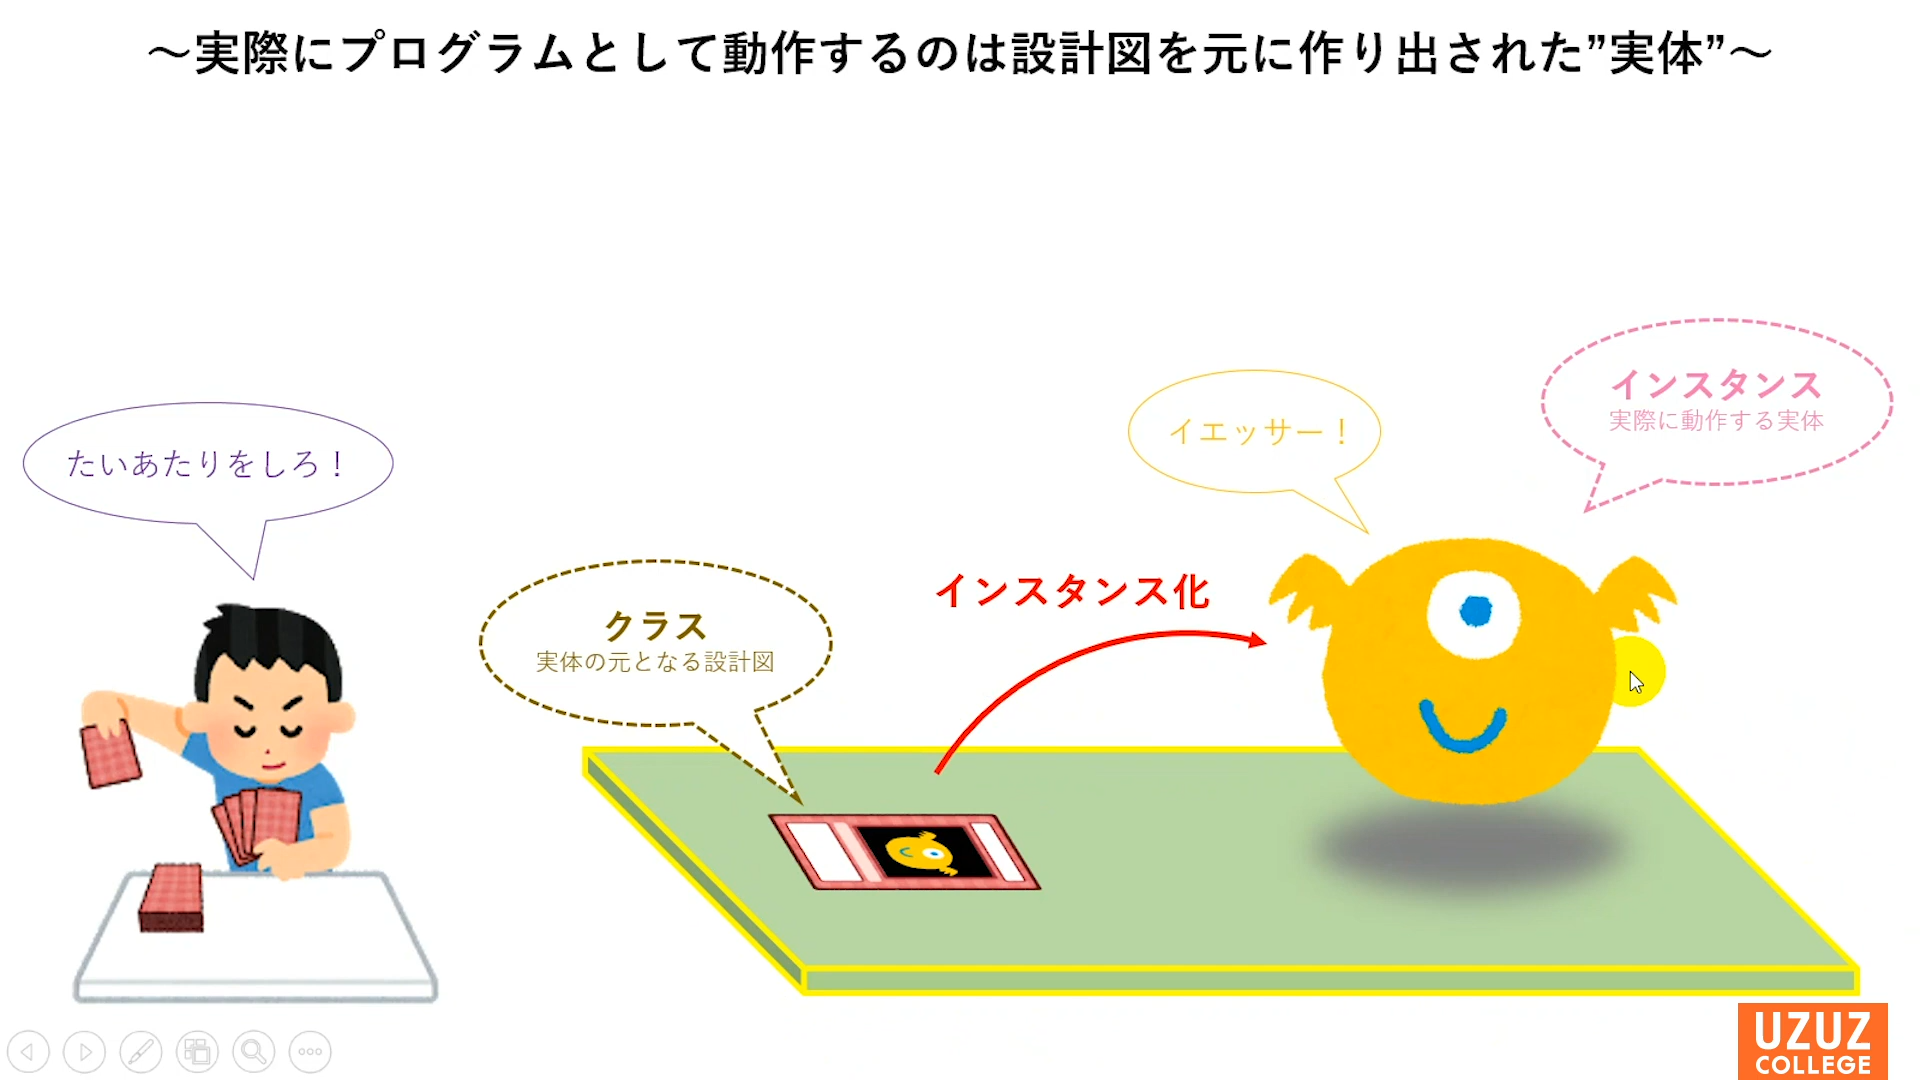 ～実際にプログラムとして動作するのは設計図を元に作り出された”実体”～
たいあたりをしろ！
クラス
実体の元となる設計図
インスタンス化
イエッサー！
インスタンス
実際に動作する実体
UZUZ
COLLEGE